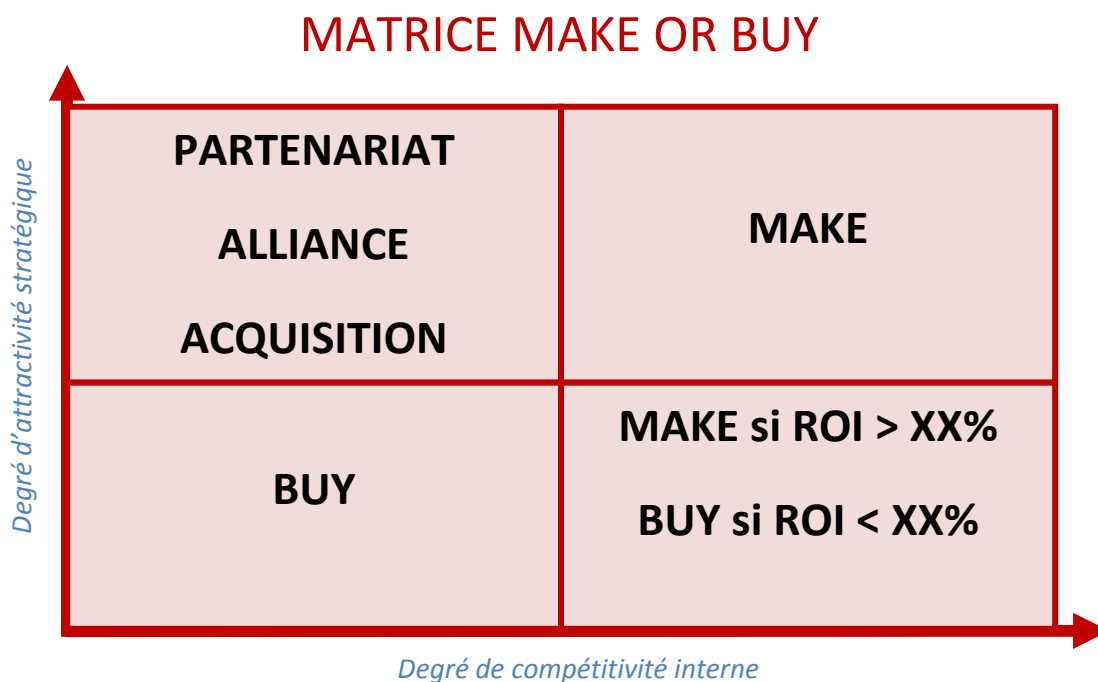 MATRICE MAKE OR BUY
Degré d'attractivité stratégique
PARTENARIAT
ALLIANCE
ACQUISITION
MAKE
BUY
MAKE si ROI > XX%
BUY si ROI < XX%
Degré de compétitivité interne